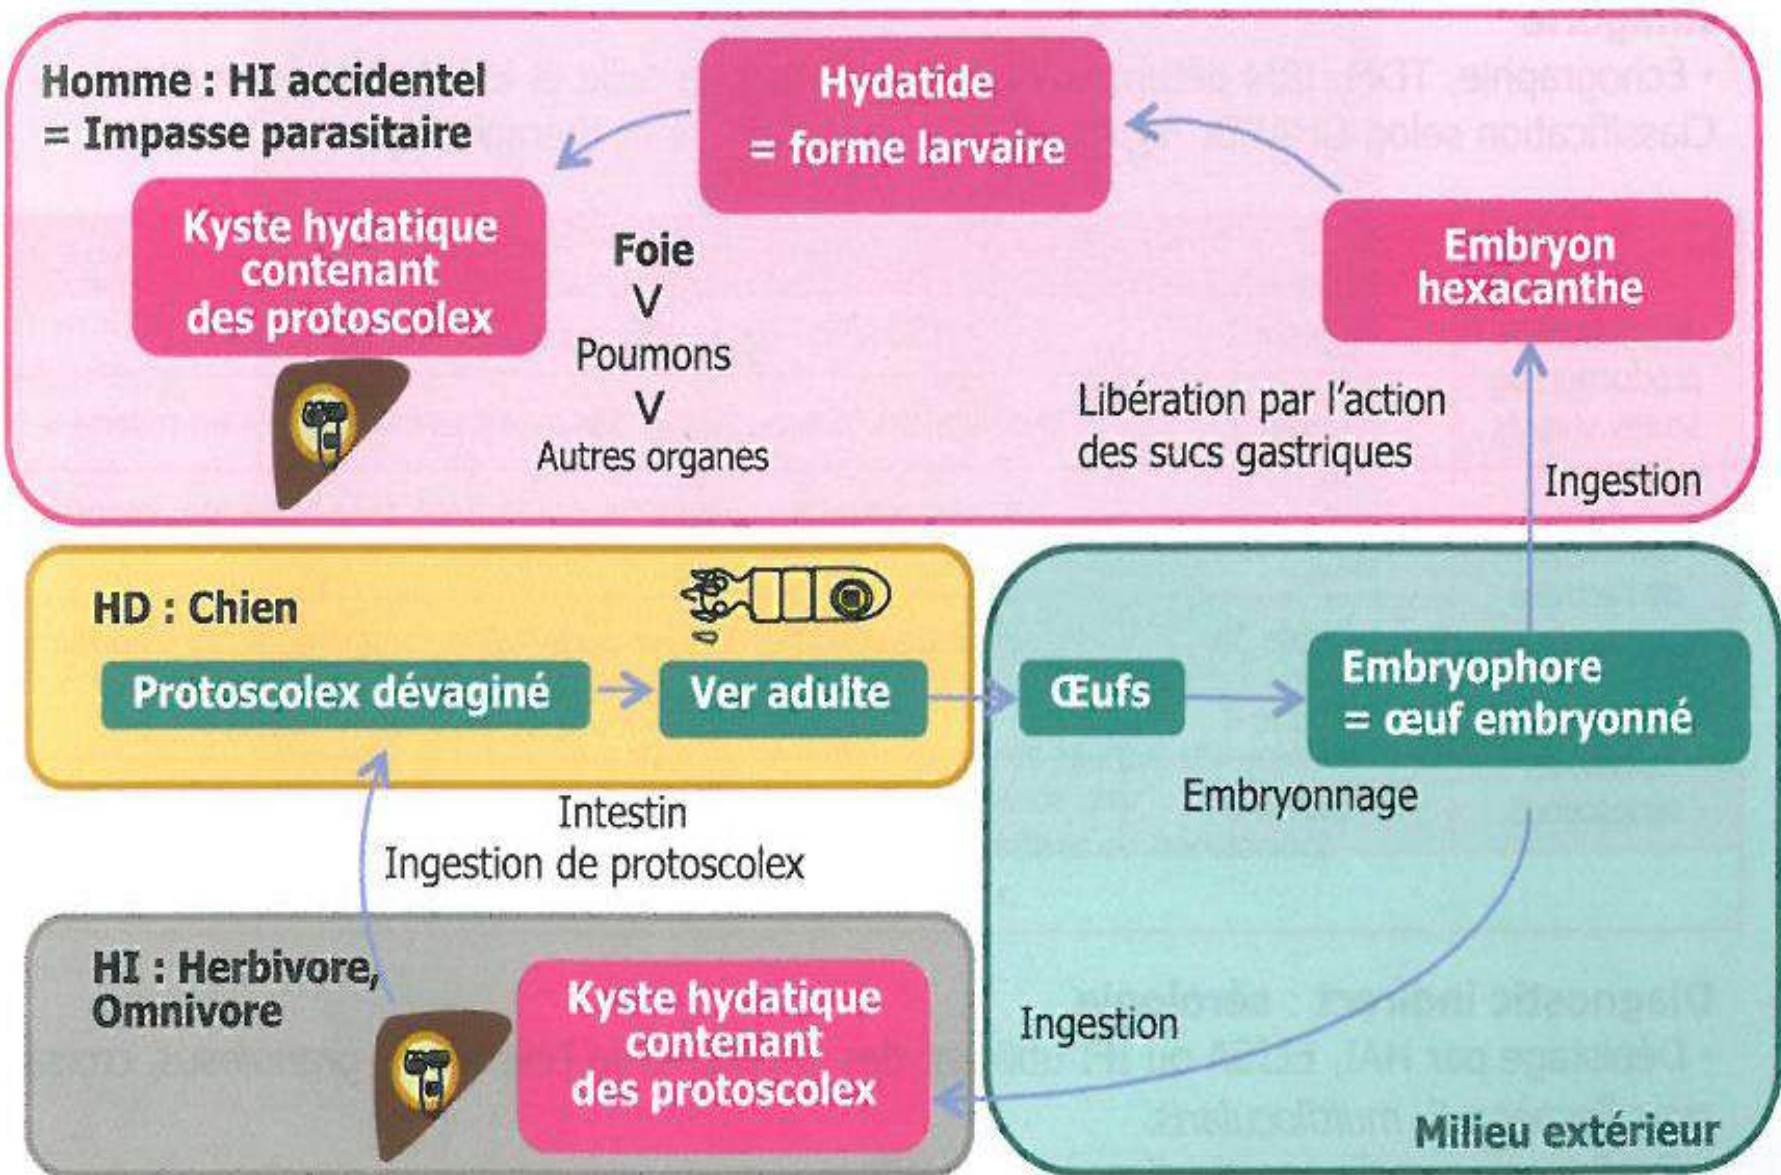 Homme : HI accidentel
= Impasse parasitaire
Hydatide
= forme larvaire
Kyste hydatique
contenant
des protoscolex
Foie
V
Poumons
V
Autres organes
Embryon
hexacanthe
Libération par l'action
des sucs gastriques
Ingestion
HD : Chien
Protoscolex dévaginé
Ver adulte
Œufs
Embryophore
= œuf embryonné
Embryonnage
Intestin
Ingestion de protoscolex
HI : Herbivore,
Omnivore
Kyste hydatique
contenant
des protoscolex
Ingestion
Milieu extérieur